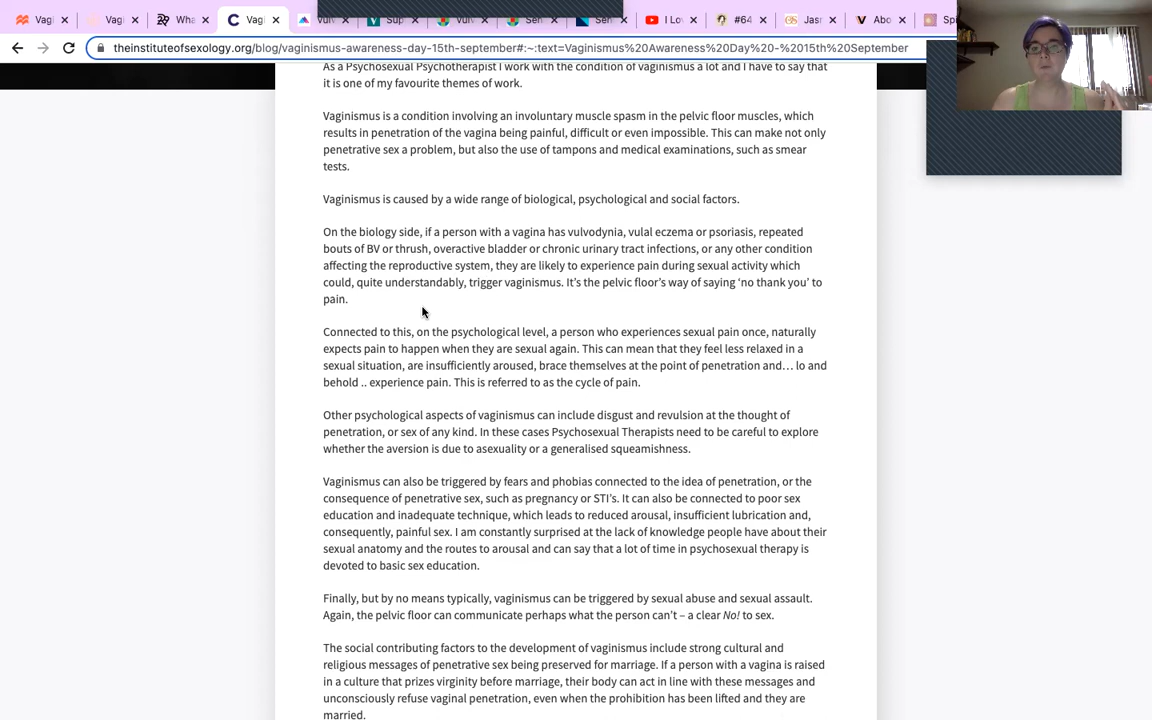 Vagi
Vagi
Wha
Vagi
Vulv
Sup
Vulv
Sen
Sen
I Lov
#64
Jasr
Abo
Spi
theinstituteofsexology.org/blog/vaginismus-awareness-day-15th-september#:~:text=Vaginismus%20Awareness%20Day%20-%2015th%20September
As a Psychosexual Psychotherapist I work with the condition of vaginismus a lot and I have to say that
it is one of my favourite themes of work.
Vaginismus is a condition involving an involuntary muscle spasm in the pelvic floor muscles, which
results in penetration of the vagina being painful, difficult or even impossible. This can make not only
penetrative sex a problem, but also the use of tampons and medical examinations, such as smear
tests.
Vaginismus is caused by a wide range of biological, psychological and social factors.
On the biology side, if a person with a vagina has vulvodynia, vulal eczema or psoriasis, repeated
bouts of BV or thrush, overactive bladder or chronic urinary tract infections, or any other condition
affecting the reproductive system, they are likely to experience pain during sexual activity which
could, quite understandably, trigger vaginismus. It's the pelvic floor's way of saying 'no thank you' to
pain.
Connected to this, on the psychological level, a person who experiences sexual pain once, naturally
expects pain to happen when they are sexual again. This can mean that they feel less relaxed in a
sexual situation, are insufficiently aroused, brace themselves at the point of penetration and… lo and
behold .. experience pain. This is referred to as the cycle of pain.
Other psychological aspects of vaginismus can include disgust and revulsion at the thought of
penetration, or sex of any kind. In these cases Psychosexual Therapists need to be careful to explore
whether the aversion is due to asexuality or a generalised squeamishness.
Vaginismus can also be triggered by fears and phobias connected to the idea of penetration, or the
consequence of penetrative sex, such as pregnancy or STI's. It can also be connected to poor sex
education and inadequate technique, which leads to reduced arousal, insufficient lubrication and,
consequently, painful sex. I am constantly surprised at the lack of knowledge people have about their
sexual anatomy and the routes to arousal and can say that a lot of time in psychosexual therapy is
devoted to basic sex education.
Finally, but by no means typically, vaginismus can be triggered by sexual abuse and sexual assault.
Again, the pelvic floor can communicate perhaps what the person can't – a clear No! to sex.
The social contributing factors to the development of vaginismus include strong cultural and
religious messages of penetrative sex being preserved for marriage. If a person with a vagina is raised
in a culture that prizes virginity before marriage, their body can act in line with these messages and
unconsciously refuse vaginal penetration, even when the prohibition has been lifted and they are
married.